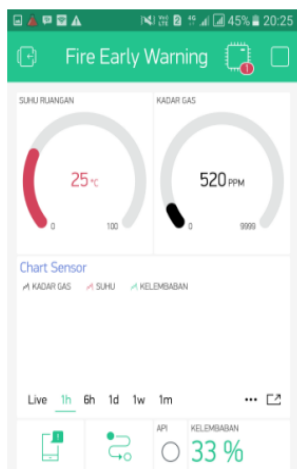 45% 20:25
Fire Early Warning
1
SUHU RUANGAN
KADAR GAS
25 °C
520 PPM
0 100
0 9999
Chart Sensor
KADAR GAS SUHU KELEMBABAN
Live 1h 6h 1d 1w 1m
API
KELEMBABAN
33 %